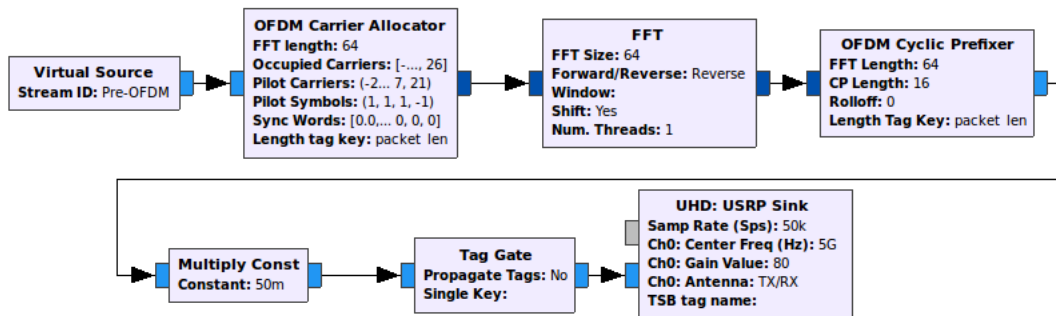 Virtual Source
Stream ID: Pre-OFDM
OFDM Carrier Allocator
FFT length: 64
Occupied Carriers: [-..., 26]
Pilot Carriers: (-2... 7, 21)
Pilot Symbols: (1, 1, 1, -1)
Sync Words: [0.0,... 0, 0, 0]
Length tag key: packet_len
FFT
FFT Size: 64
Forward/Reverse: Reverse
Window:
Shift: Yes
Num. Threads: 1
OFDM Cyclic Prefixer
FFT Length: 64
CP Length: 16
Rolloff: 0
Length Tag Key: packet_len
Multiply Const
Constant: 50m
Tag Gate
Propagate Tags: No
Single Key:
UHD: USRP Sink
Samp Rate (Sps): 50k
Ch0: Center Freq (Hz): 5G
Ch0: Gain Value: 80
Ch0: Antenna: TX/RX
TSB tag name: